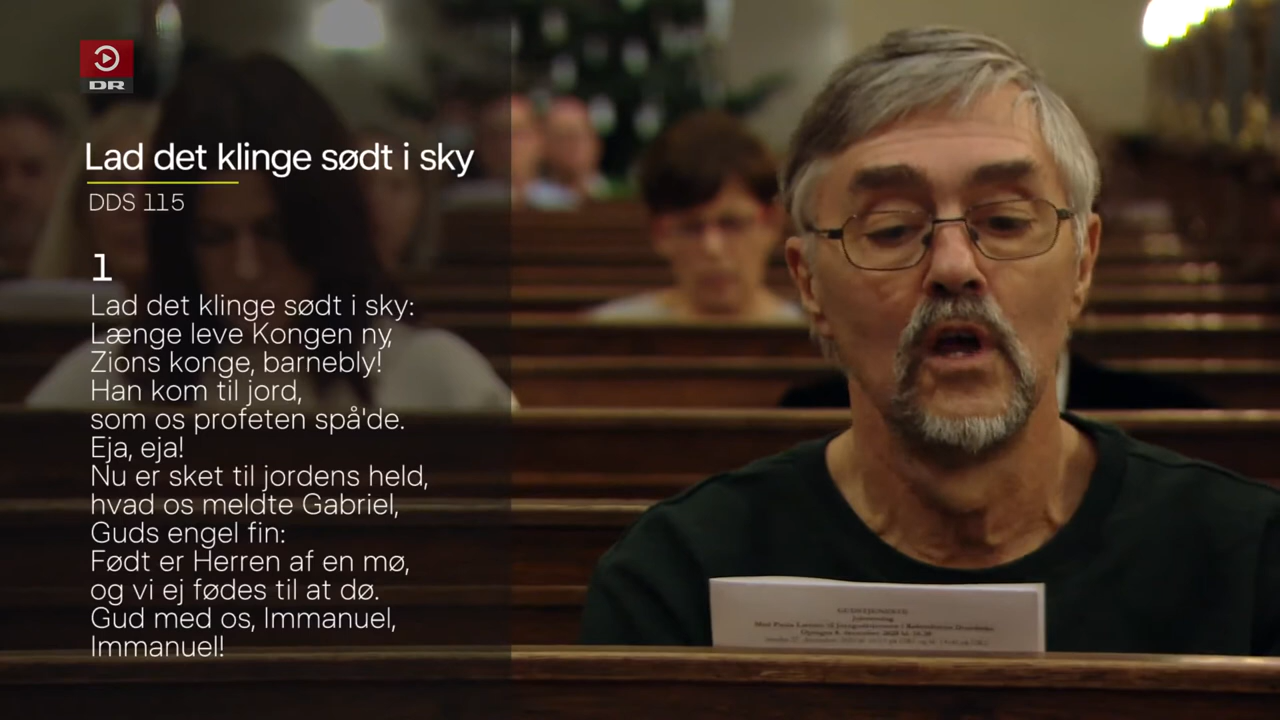 DR
Lad det klinge sødt i sky
DDS 115
1
Lad det klinge sødt i sky:
Længe leve Kongen ny,
Zions konge, barnebly!
Han kom til jord,
som os profeten spå'de.
Eja, eja!
Nu er sket til jordens held,
hvad os meldte Gabriel,
Guds engel fin:
Født er Herren af en mø,
og vi ej fødes til at dø.
Gud med os, Immanuel,
Immanuel!
GUDSTJENESTE